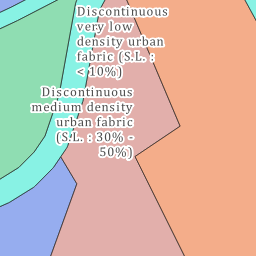 Discontinuous
very low
density urban
fabric (S.L. :
< 10%)
Discontinuous
medium density
urban fabric
(S.L. : 30% -
50%)